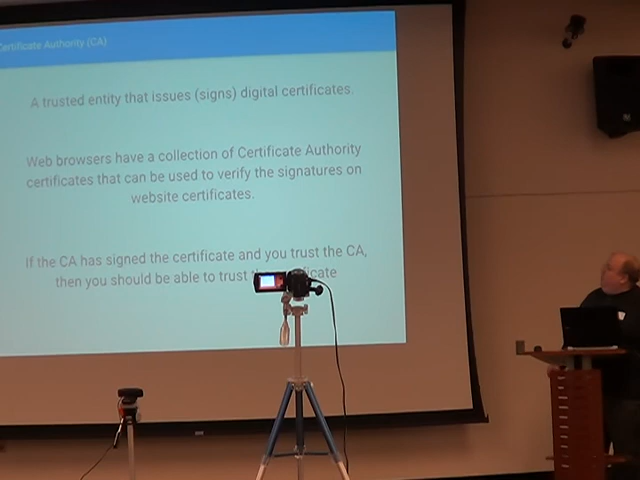 Certificate Authority (CA)
A trusted entity that issues (signs) digital certificates.
Web browsers have a collection of Certificate Authority
certificates that can be used to verify the signatures on
website certificates.
If the CA has signed the certificate and you trust the CA,
then you should be able to trust